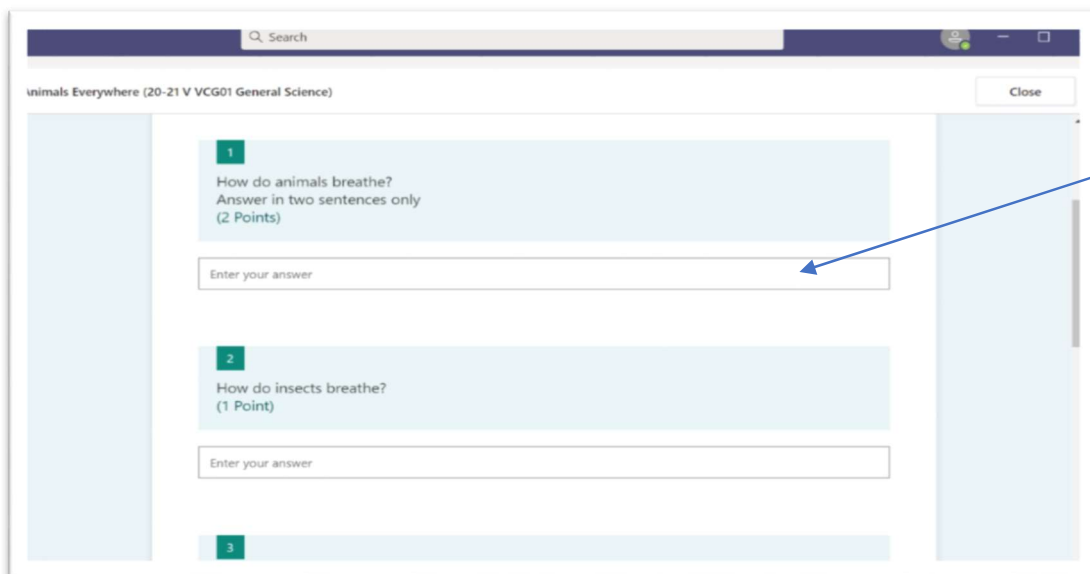 Search
nimals Everywhere (20-21 V VCG01 General Science)
Close
1
How do animals breathe?
Answer in two sentences only
(2 Points)
Enter your answer
2
How do insects breathe?
(1 Point)
Enter your answer
3